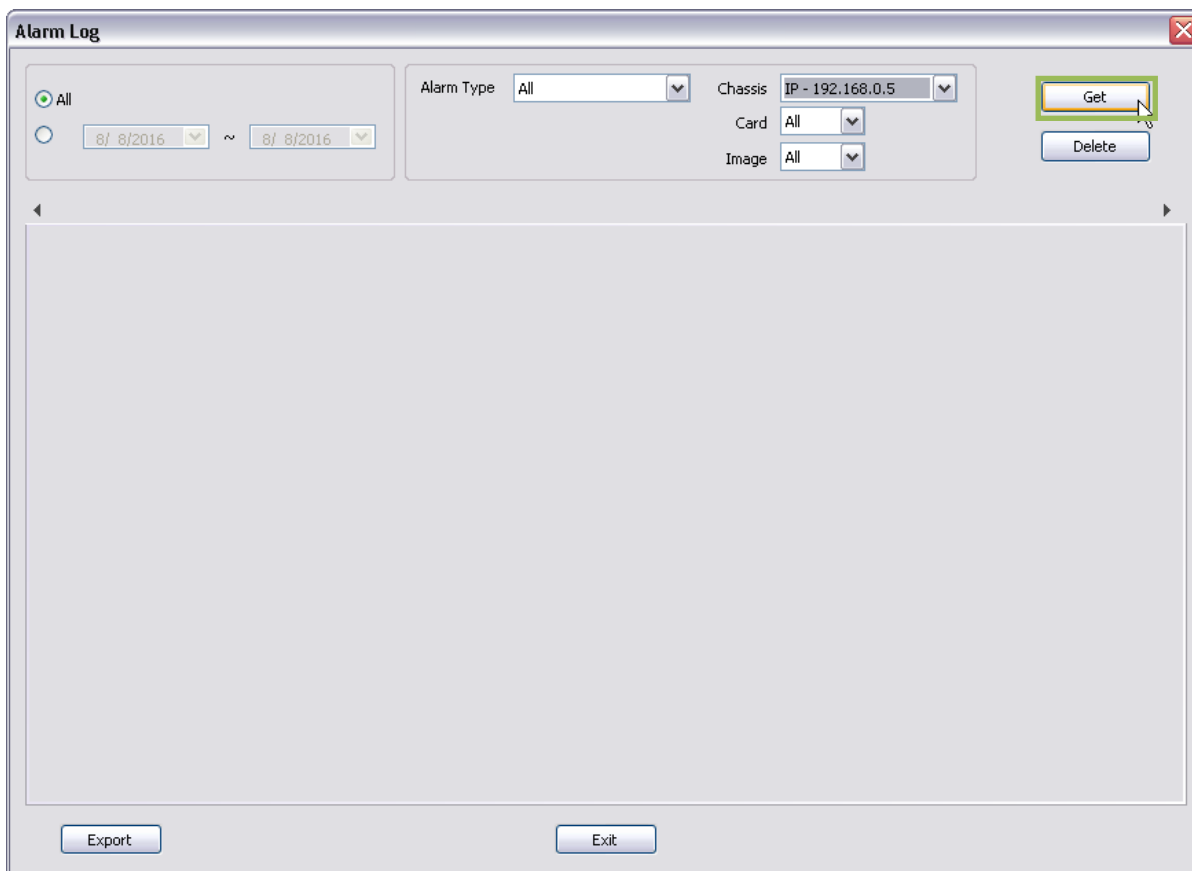 Alarm Log
All
8/ 8/2016 ~ 8/ 8/2016
Alarm Type All
Chassis IP - 192.168.0.5
Card All
Image All
Get
Delete
Export
Exit